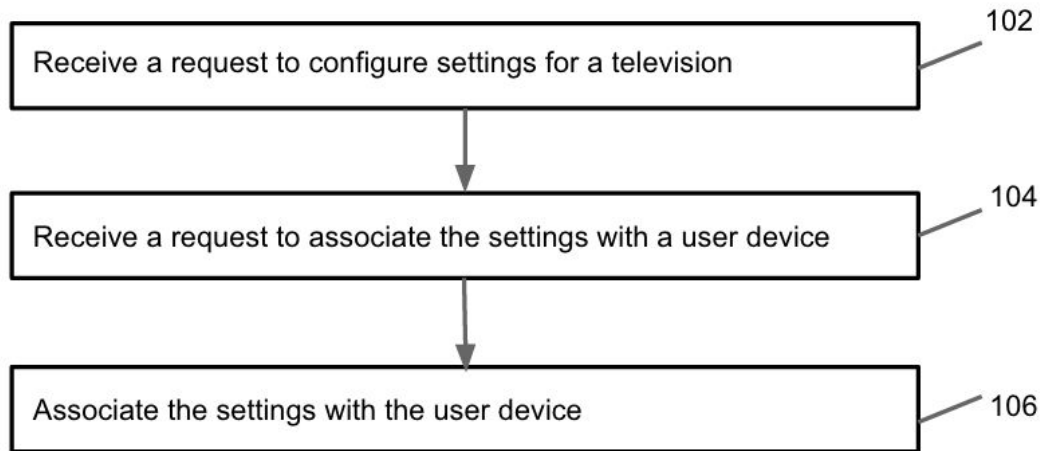 102
Receive a request to configure settings for a television
104
Receive a request to associate the settings with a user device
Associate the settings with the user device
106